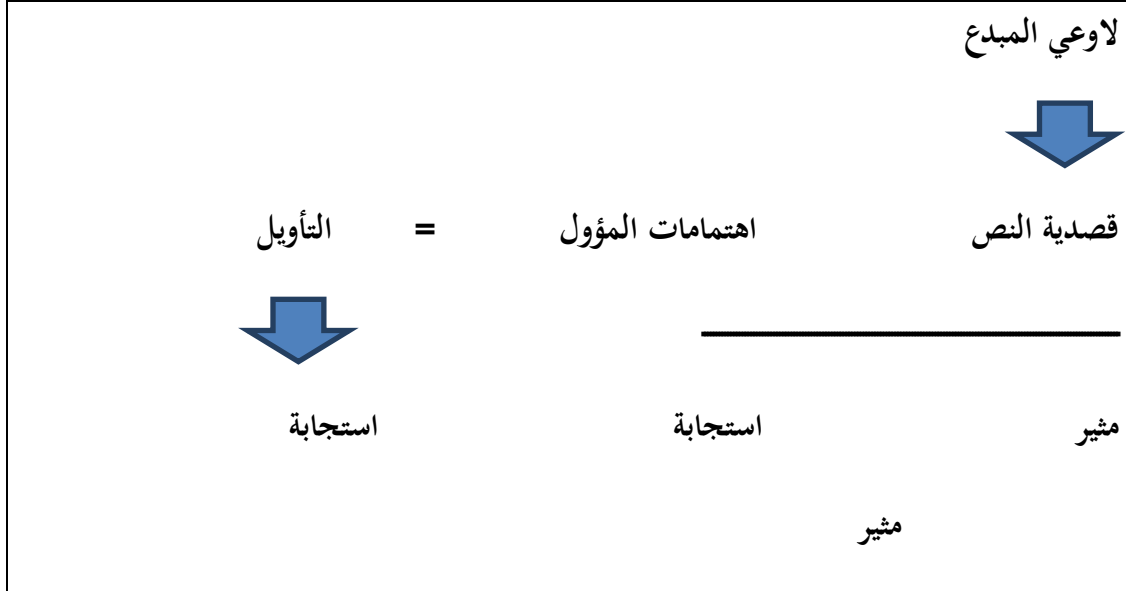 لاوعي المبدع
قصدية النص اهتمامات المؤول = التأويل
مثير استجابة استجابة
مثير